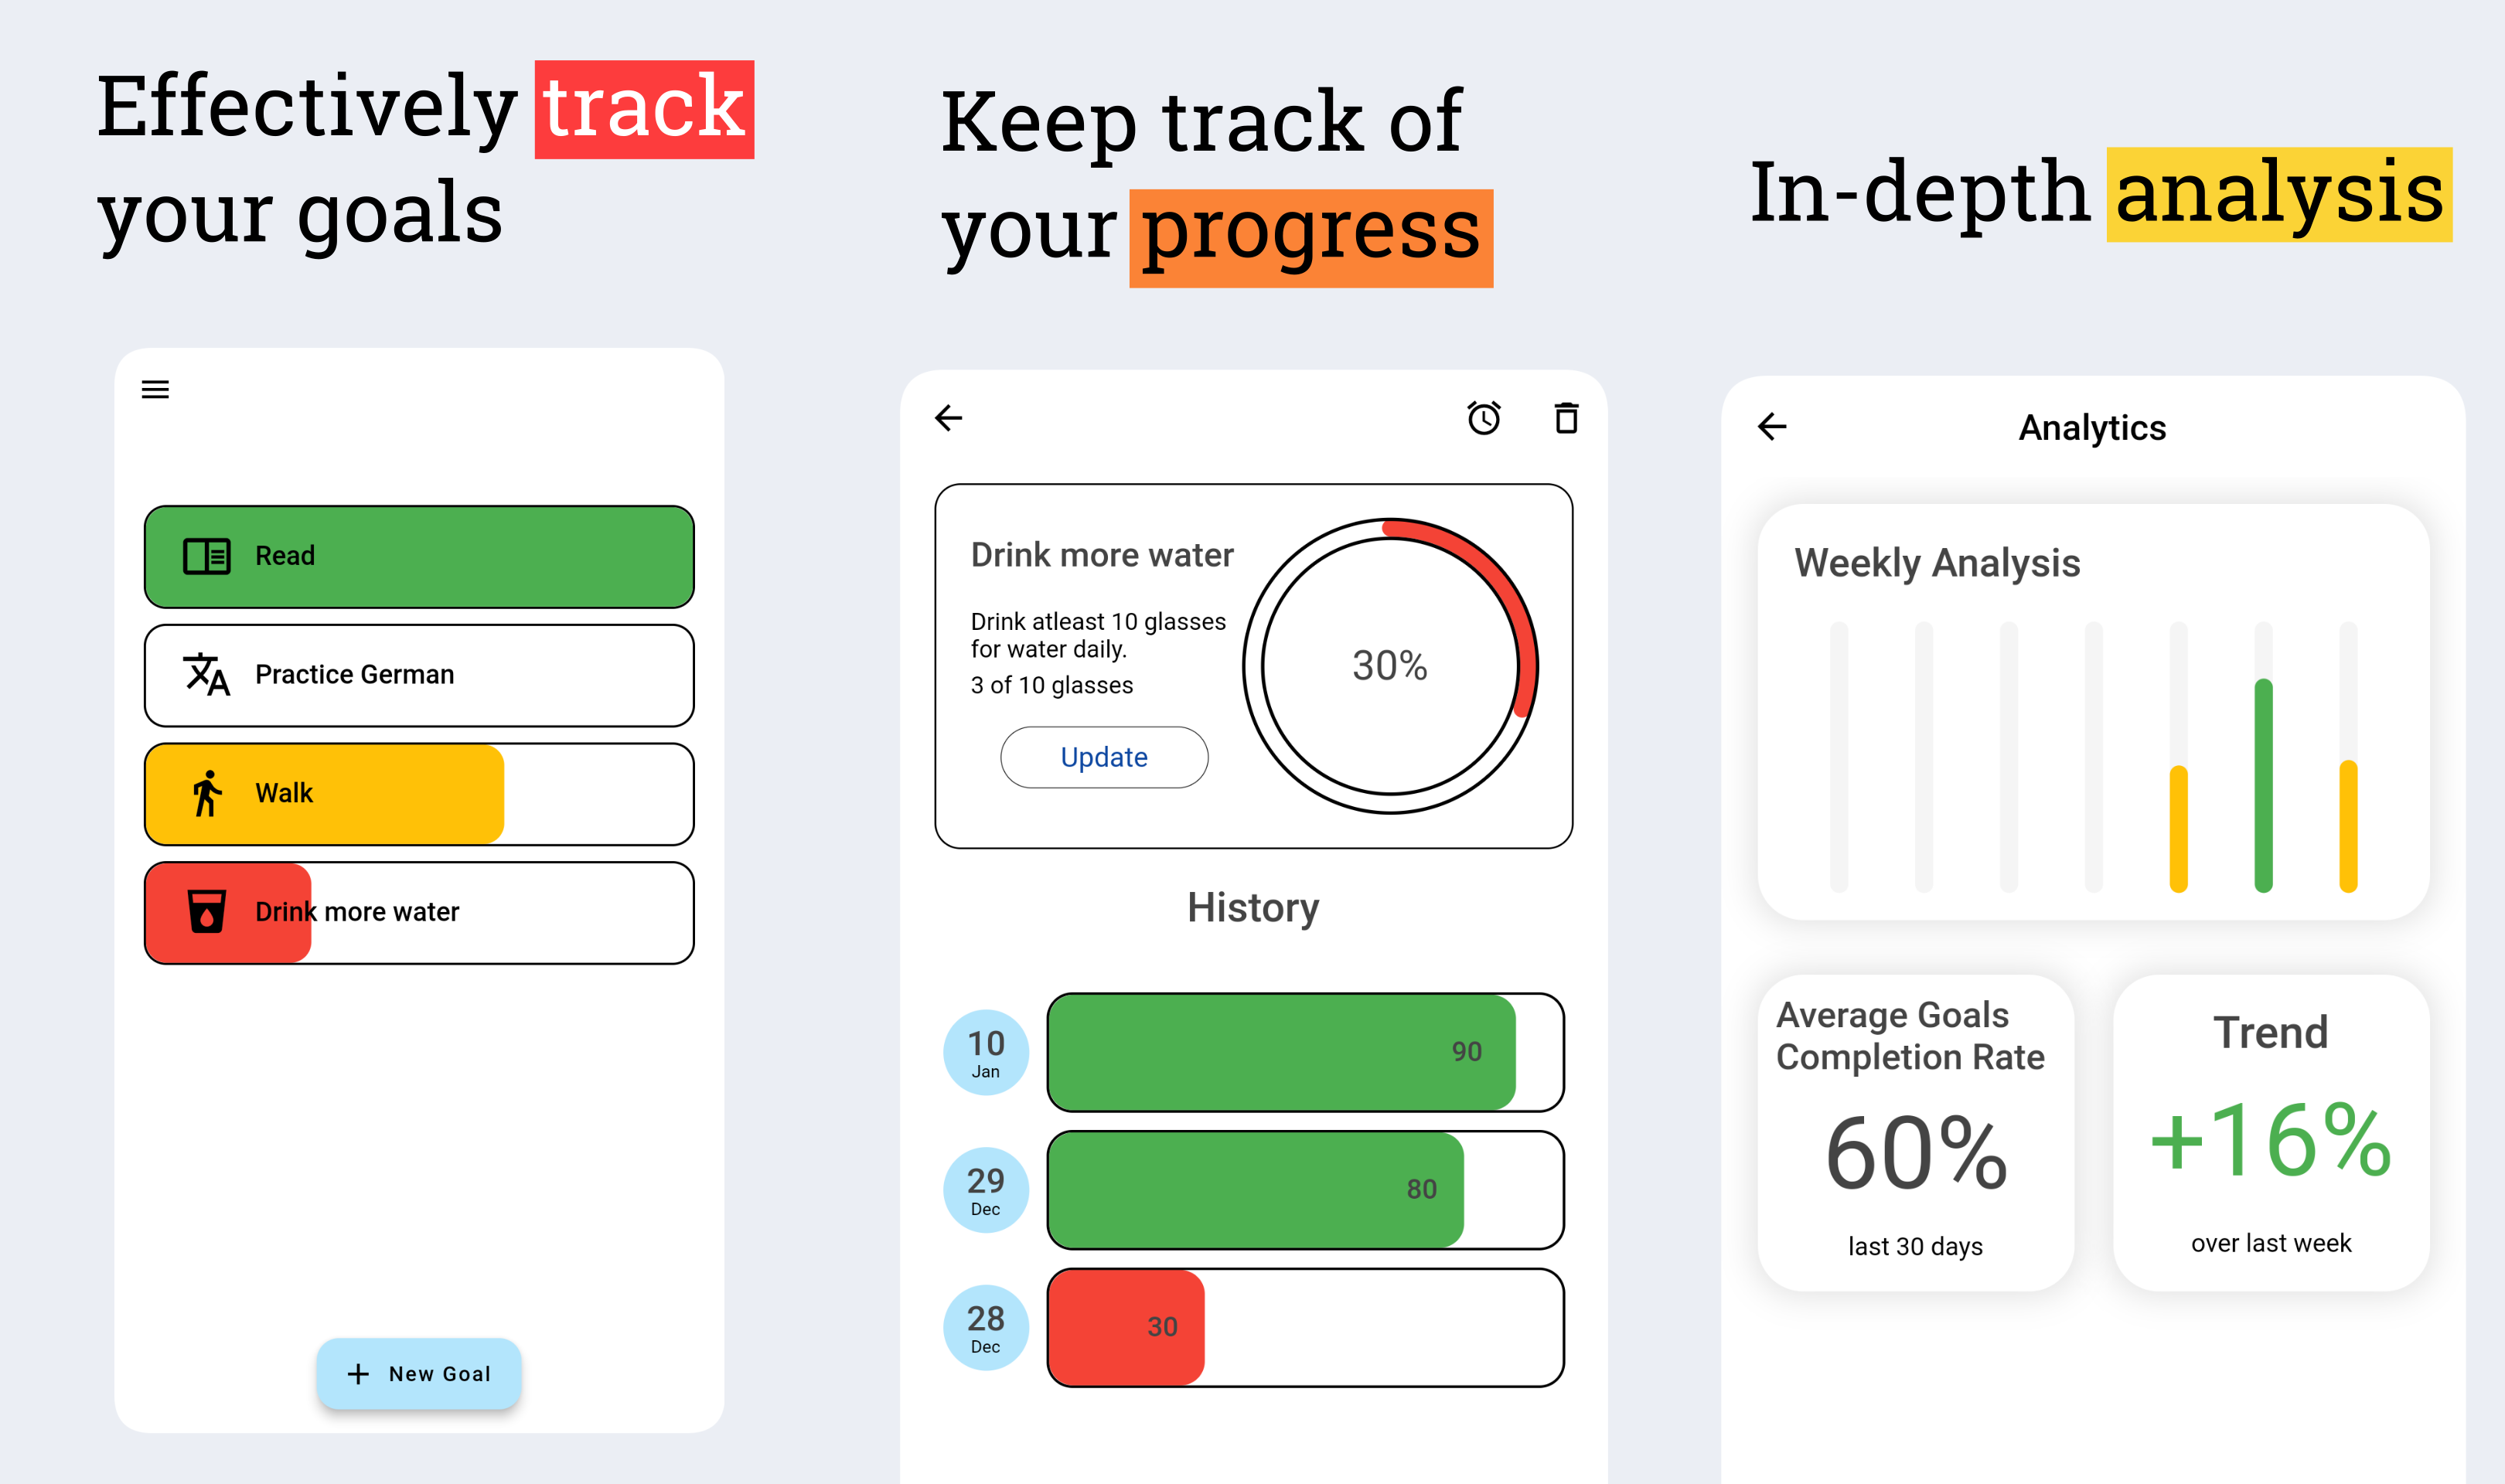 Effectively track
your goals
Read
Practice German
Walk
Drink more water
New Goal
Keep track of
your progress
Drink more water
Drink atleast 10 glasses
for water daily.
3 of 10 glasses
Update
30%
History
10
Jan
90
29
Dec
80
28
Dec
30
In-depth analysis
Analytics
Weekly Analysis
Average Goals
Completion Rate
60%
last 30 days
Trend
+16%
over last week